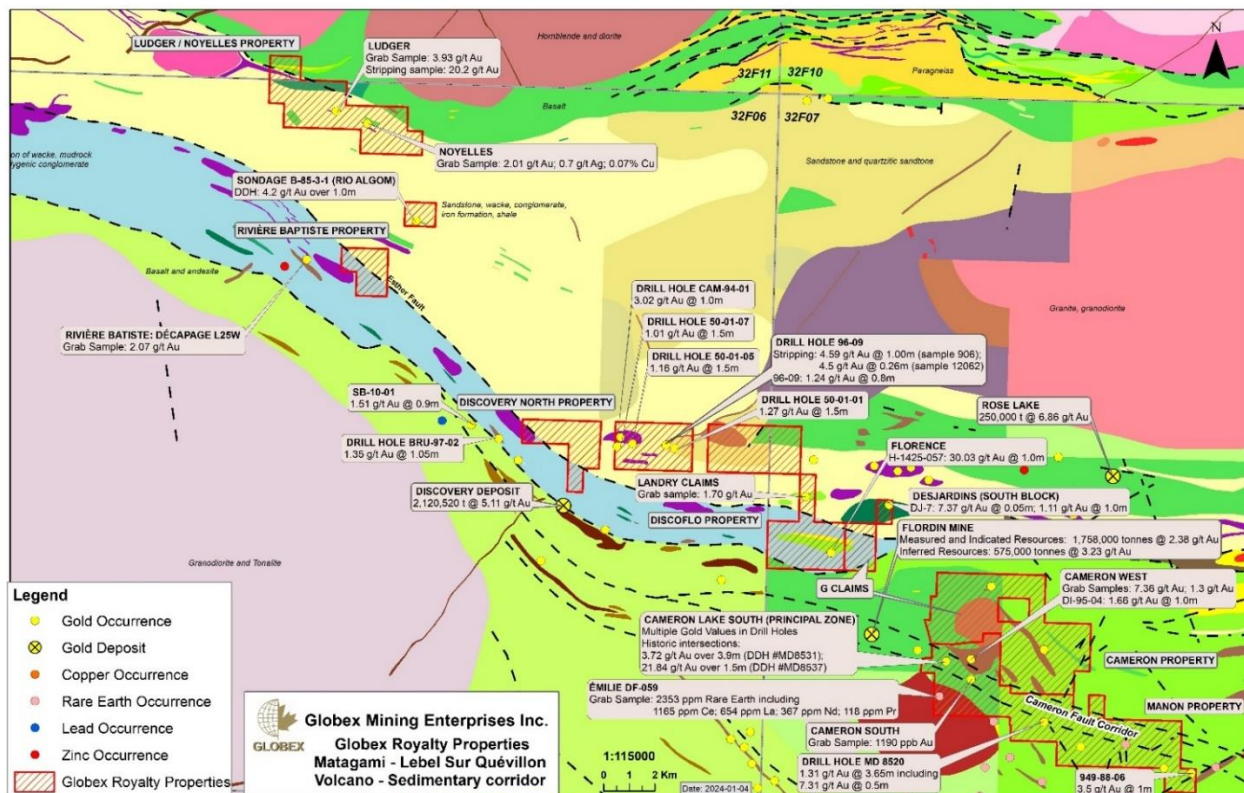 LUDGER / NOYELLES PROPERTY
LUDGER
Grab Sample: 3.93 g/t Au
Stripping sample: 20.2 g/t Au
Hornblende and diorite
32F11
32F10
Paragneiss
N
Basalt
32F06
32F07
on of wacke, mudrock
lygenic conglomerate
NOYELLES
Grab Sample: 2.01 g/t Au; 0.7 g/t Ag; 0.07% Cu
Sandstone and quartzitic sandtone
SONDAGE B-85-3-1 (RIO ALGOM)
DDH: 4.2 g/t Au over 1.0m
Sandstone, wacke, conglomerate,
iron formation, shale
RIVIÈRE BAPTISTE PROPERTY
Basalt and andesite
Esther Fault
Granite, granodiorite
RIVIÈRE BATISTE: DÉCAPAGE L25W
Grab Sample: 2.07 g/t Au
DRILL HOLE CAM-94-01
3.02 g/t Au @ 1.0m
DRILL HOLE 50-01-07
1.01 g/t Au @ 1.5m
DRILL HOLE 50-01-05
1.16 g/t Au @ 1.5m
DRILL HOLE 96-09
Stripping: 4.59 g/t Au @ 1.00m (sample 906);
4.5 g/t Au @ 0.26m (sample 12062)
96-09: 1.24 g/t Au @ 0.8m
DRILL HOLE 50-01-01
1.27 g/t Au @ 1.5m
SB-10-01
1.51 g/t Au @ 0.9m
DISCOVERY NORTH PROPERTY
ROSE LAKE
250,000 t @ 6.86 g/t Au
DRILL HOLE BRU-97-02
1.35 g/t Au @ 1.05m
FLORENCE
H-1425-057: 30.03 g/t Au @ 1.0m
LANDRY CLAIMS
Grab sample: 1.70 g/t Au
DISCOVERY DEPOSIT
2,120,520 t @ 5.11 g/t Au
DESJARDINS (SOUTH BLOCK)
DJ-7: 7.37 g/t Au @ 0.05m; 1.11 g/t Au @ 1.0m
DISCOFLO PROPERTY
FLORDIN MINE
Measured and Indicated Resources: 1,758,000 tonnes @ 2.38 g/t Au
Inferred Resources: 575,000 tonnes @ 3.23 g/t Au
Granodiorite and Tonalite
G CLAIMS
CAMERON WEST
Grab Samples: 7.36 g/t Au; 1.3 g/t Au
DI-95-04: 1.66 g/t Au @ 1.0m
CAMERON LAKE SOUTH (PRINCIPAL ZONE)
Multiple Gold Values in Drill Holes
Historic intersections:
3.72 g/t Au over 3.9m (DDH #MD8531);
21.84 g/t Au over 1.5m (DDH #MD8537)
CAMERON PROPERTY
ÉMILIE DF-059
Grab Sample: 2353 ppm Rare Earth including
1165 ppm Ce; 654 ppm La; 367 ppm Nd; 118 ppm Pr
MANON PROPERTY
Cameron Fault Corridor
CAMERON SOUTH
Grab Sample: 1190 ppb Au
DRILL HOLE MD 8520
1.31 g/t Au @ 3.65m including
7.31 g/t Au @ 0.5m
949-88-06
3.5 g/t Au @ 1m
Legend
Gold Occurrence
Gold Deposit
Copper Occurrence
Rare Earth Occurrence
Lead Occurrence
Zinc Occurrence
Globex Royalty Properties
GLOBEX
Globex Mining Enterprises Inc.
Globex Royalty Properties
Matagami - Lebel Sur Quévillon
Volcano - Sedimentary corridor
1:115000
0 1 2 Km
Date: 2024-01-04